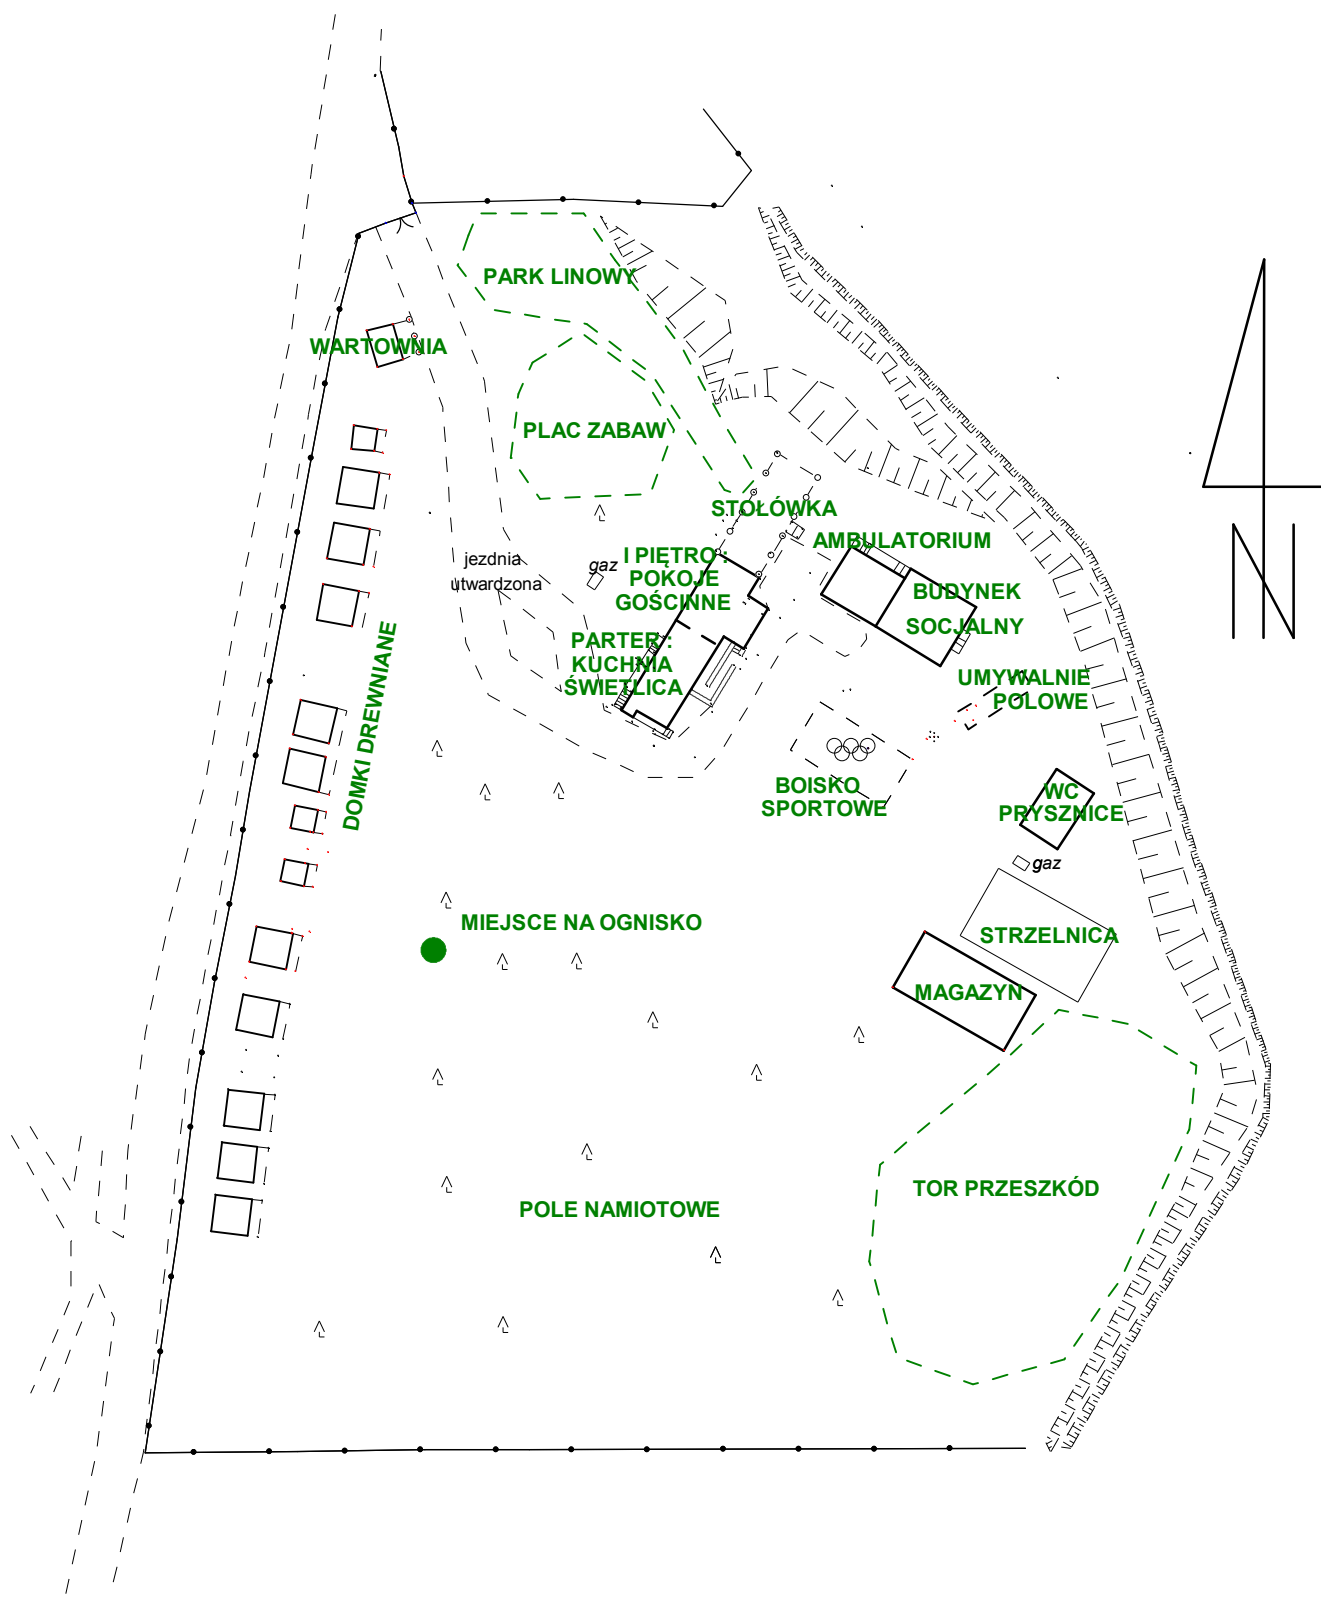 PARK LINOWY
WARTOWNIA
PLAC ZABAW
STOŁÓWKA
AMBULATORIUM
I PIĘTRO :
POKOJE
GOŚCINNE
jezdnia
utwardzona
gaz
BUDYNEK
SOCJALNY
PARTER :
KUCHNIA
ŚWIETLICA
UMYWALNIE
POLOWE
DOMKI DREWNIANE
BOISKO
SPORTOWE
WC
PRYSZNICE
gaz
MIEJSCE NA OGNISKO
STRZELNICA
MAGAZYN
TOR PRZESZKÓD
POLE NAMIOTOWE
N